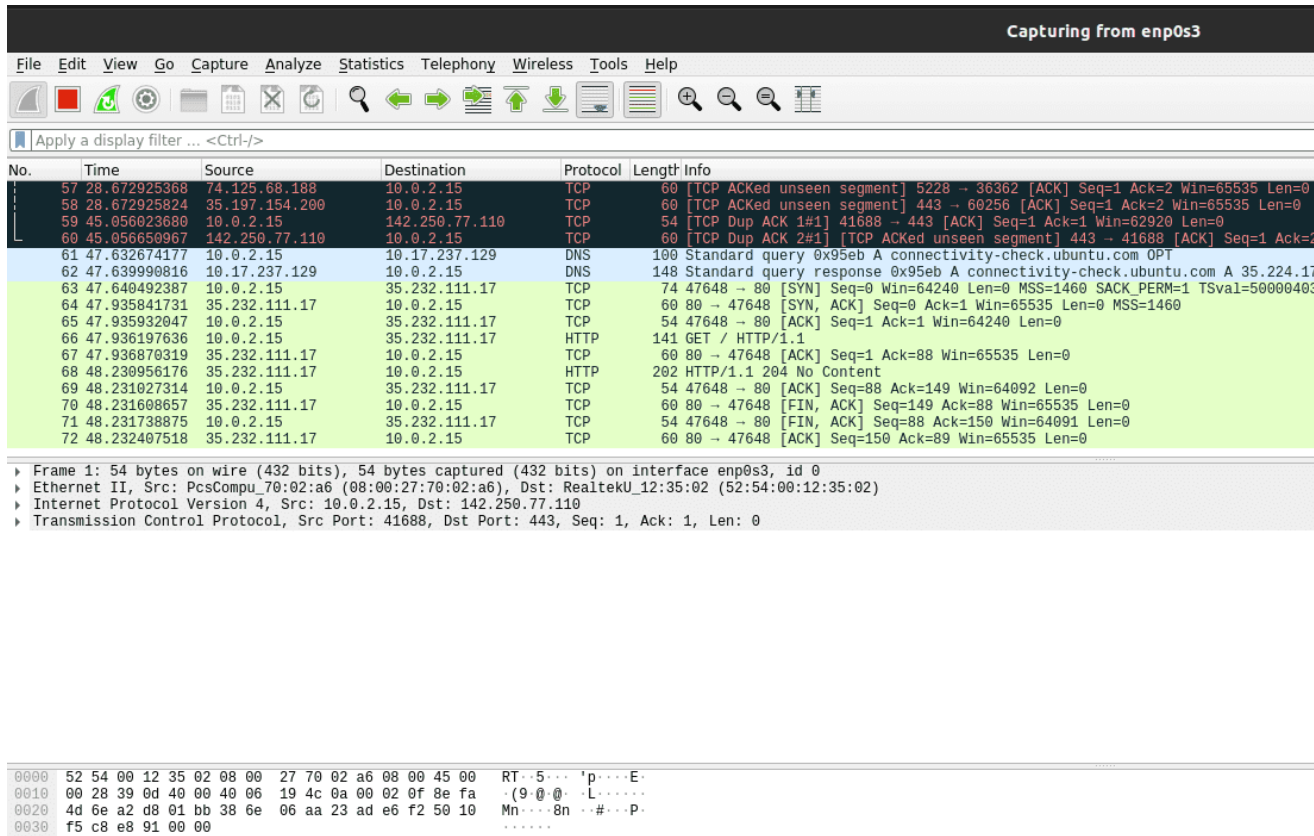 Capturing from enp0s3
File Edit View Go Capture Analyze Statistics Telephony Wireless Tools Help
Apply a display filter ... <Ctrl-/>
No. Time Source Destination Protocol Length Info
57 28.672925368 74.125.68.188 10.0.2.15 TCP 60 [TCP ACKed unseen segment] 5228 → 36362 [ACK] Seq=1 Ack=2 Win=65535 Len=0
58 28.672925824 35.197.154.200 10.0.2.15 TCP 60 [TCP ACKed unseen segment] 443 → 60256 [ACK] Seq=1 Ack=2 Win=65535 Len=0
59 45.056023680 10.0.2.15 142.250.77.110 TCP 54 [TCP Dup ACK 1#1] 41688 → 443 [ACK] Seq=1 Ack=1 Win=62920 Len=0
60 45.056650967 142.250.77.110 10.0.2.15 TCP 60 [TCP Dup ACK 2#1] [TCP ACKed unseen segment] 443 → 41688 [ACK] Seq=1 Ack=2
61 47.632674177 10.0.2.15 10.17.237.129 DNS 100 Standard query 0x95eb A connectivity-check.ubuntu.com OPT
62 47.639990816 10.17.237.129 10.0.2.15 DNS 148 Standard query response 0x95eb A connectivity-check.ubuntu.com A 35.224.17
63 47.640492387 10.0.2.15 35.232.111.17 TCP 74 47648 → 80 [SYN] Seq=0 Win=64240 Len=0 MSS=1460 SACK_PERM=1 TSval=50000403
64 47.935841731 35.232.111.17 10.0.2.15 TCP 60 80 → 47648 [SYN, ACK] Seq=0 Ack=1 Win=65535 Len=0 MSS=1460
65 47.935932047 10.0.2.15 35.232.111.17 TCP 54 47648 → 80 [ACK] Seq=1 Ack=1 Win=64240 Len=0
66 47.936197636 10.0.2.15 35.232.111.17 HTTP 141 GET / HTTP/1.1
67 47.936870319 35.232.111.17 10.0.2.15 TCP 60 80 → 47648 [ACK] Seq=1 Ack=88 Win=65535 Len=0
68 48.230956176 35.232.111.17 10.0.2.15 HTTP 202 HTTP/1.1 204 No Content
69 48.231027314 10.0.2.15 35.232.111.17 TCP 54 47648 → 80 [ACK] Seq=88 Ack=149 Win=64092 Len=0
70 48.231608657 35.232.111.17 10.0.2.15 TCP 60 80 → 47648 [FIN, ACK] Seq=149 Ack=88 Win=65535 Len=0
71 48.231738875 10.0.2.15 35.232.111.17 TCP 54 47648 → 80 [FIN, ACK] Seq=88 Ack=150 Win=64091 Len=0
72 48.232407518 35.232.111.17 10.0.2.15 TCP 60 80 → 47648 [ACK] Seq=150 Ack=89 Win=65535 Len=0
Frame 1: 54 bytes on wire (432 bits), 54 bytes captured (432 bits) on interface enp0s3, id 0
Ethernet II, Src: PcsCompu_70:02:a6 (08:00:27:70:02:a6), Dst: RealtekU_12:35:02 (52:54:00:12:35:02)
Internet Protocol Version 4, Src: 10.0.2.15, Dst: 142.250.77.110
Transmission Control Protocol, Src Port: 41688, Dst Port: 443, Seq: 1, Ack: 1, Len: 0
0000 52 54 00 12 35 02 08 00 27 70 02 a6 08 00 45 00 RT··5··· 'p····E·
0010 00 28 39 0d 40 00 40 06 19 4c 0a 00 02 0f 8e fa ·(9·@·@· ·L······
0020 4d 6e a2 d8 01 bb 38 6e 06 aa 23 ad e6 f2 50 10 Mn····8n ··#···P·
0030 f5 c8 e8 91 00 00 ······